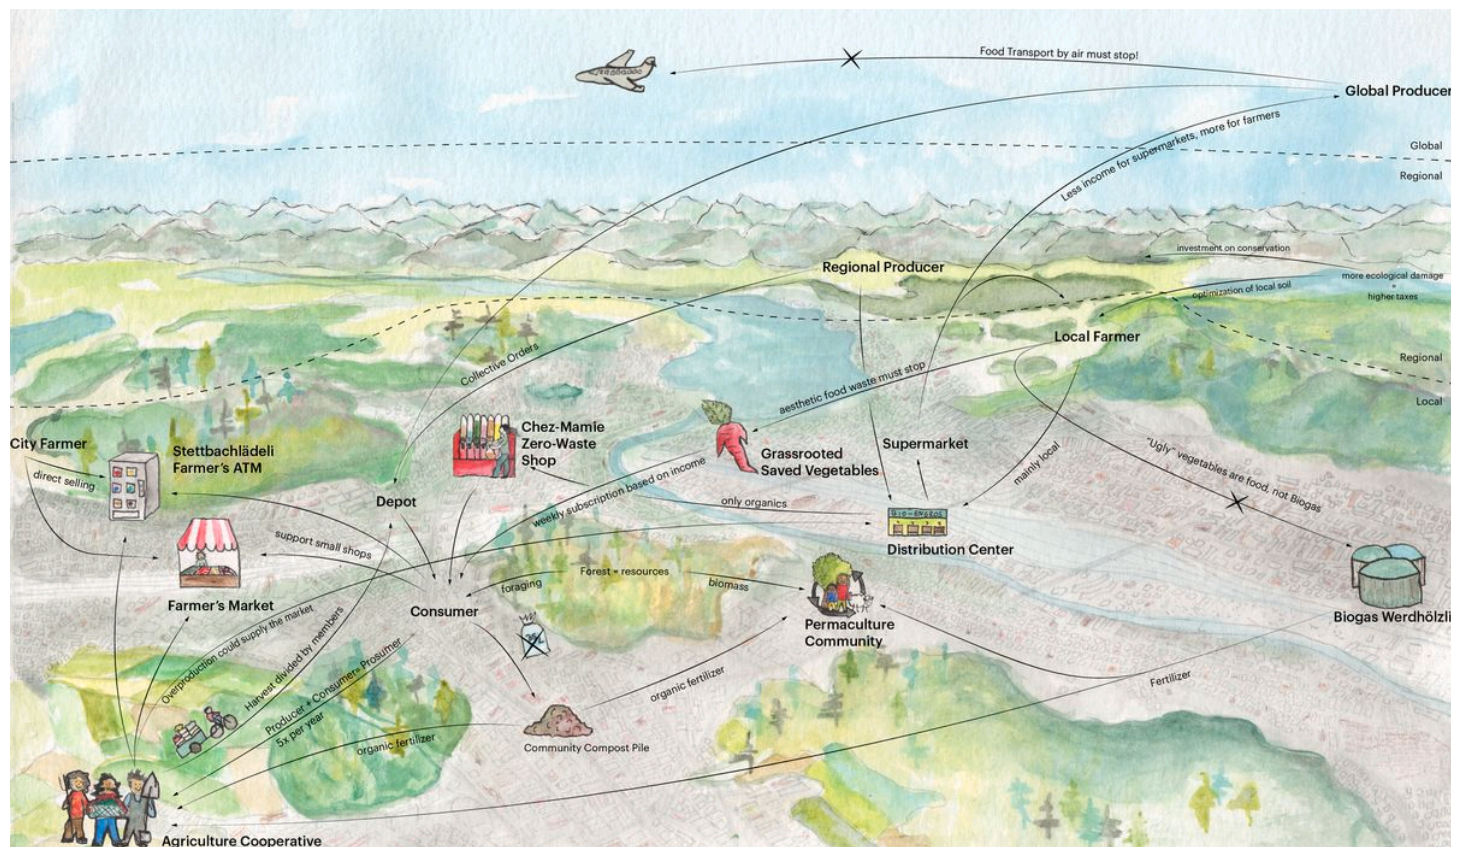 Food Transport by air must stop!
Global Producer
Less income for supermarkets, more for farmers
Global
Regional
investment on conservation
more ecological damage
=
higher taxes
optimization of local soil
Regional Producer
Local Farmer
Regional
Local
Collective Orders
aesthetic food waste must stop
City Farmer
Stettbachlädeli
Farmer's ATM
direct selling
Chez-Mamie
Zero-Waste
Shop
Grassrooted
Saved Vegetables
Supermarket
mainly local
"Ugly" vegetables are food, not Biogas
Depot
weekly subscription based on income
only organics
BIO-ENGROS
Distribution Center
support small shops
Farmer's Market
Consumer
foraging
Forest = resources
biomass
Permaculture
Community
Biogas Werdhölzli
Overproduction could supply the market
Harvest divided by members
Producer + Consumer= Prosumer
5x per year
organic fertilizer
organic fertilizer
Fertilizer
Community Compost Pile
Agriculture Cooperative